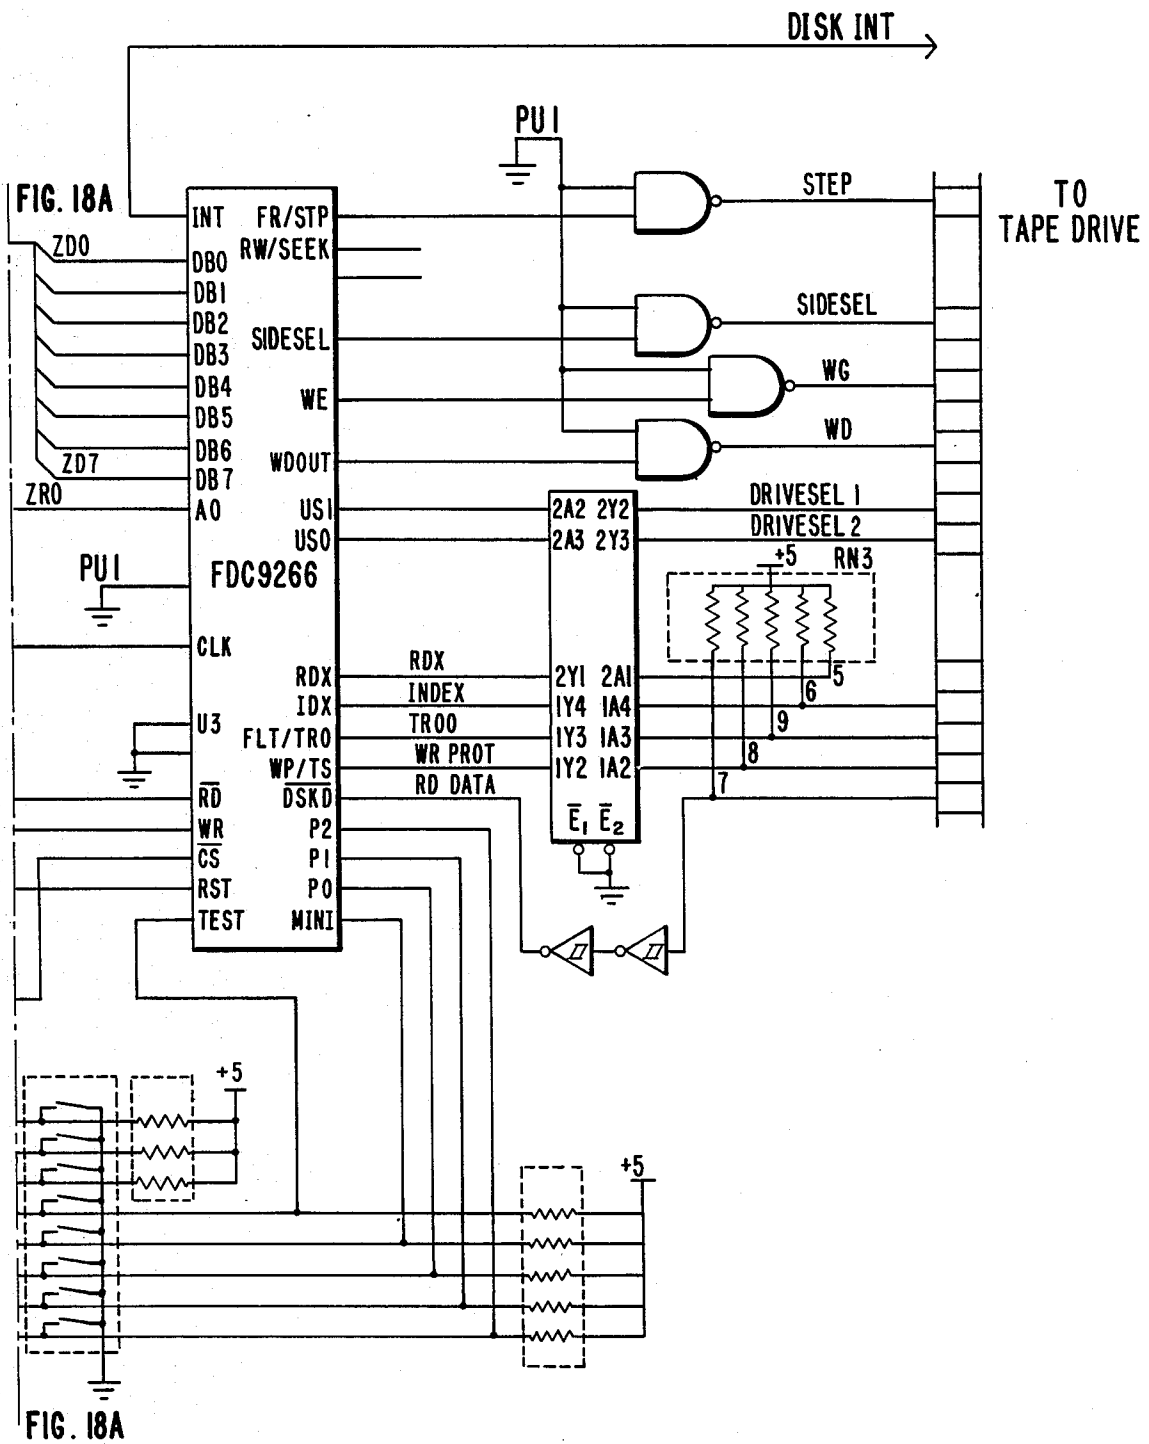 DISK INT
PU1
FIG. 18A
STEP
TO
TAPE DRIVE
INT FR/STP
ZD0
RW/SEEK
DB0
DB1
SIDESEL
DB2
SIDESEL
DB3
WG
DB4
WE
DB5
WD
DB6
ZD7
WDOUT
DB7
ZR0
DRIVESEL 1
A0 US1
2A2 2Y2
DRIVESEL 2
US0
2A3 2Y3
+5 RN3
PU1
FDC9266
CLK
RDX
RDX 2Y1 2A1 5
INDEX
IDX 1Y4 1A4 6
U3
TR00
FLT/TR0 1Y3 1A3 9
WR PROT
WP/TS 1Y2 1A2 8
RD DATA 7
RD DSKD
E1 E2
WR P2
CS P1
RST P0
TEST MINI
+5
+5
FIG. 18A